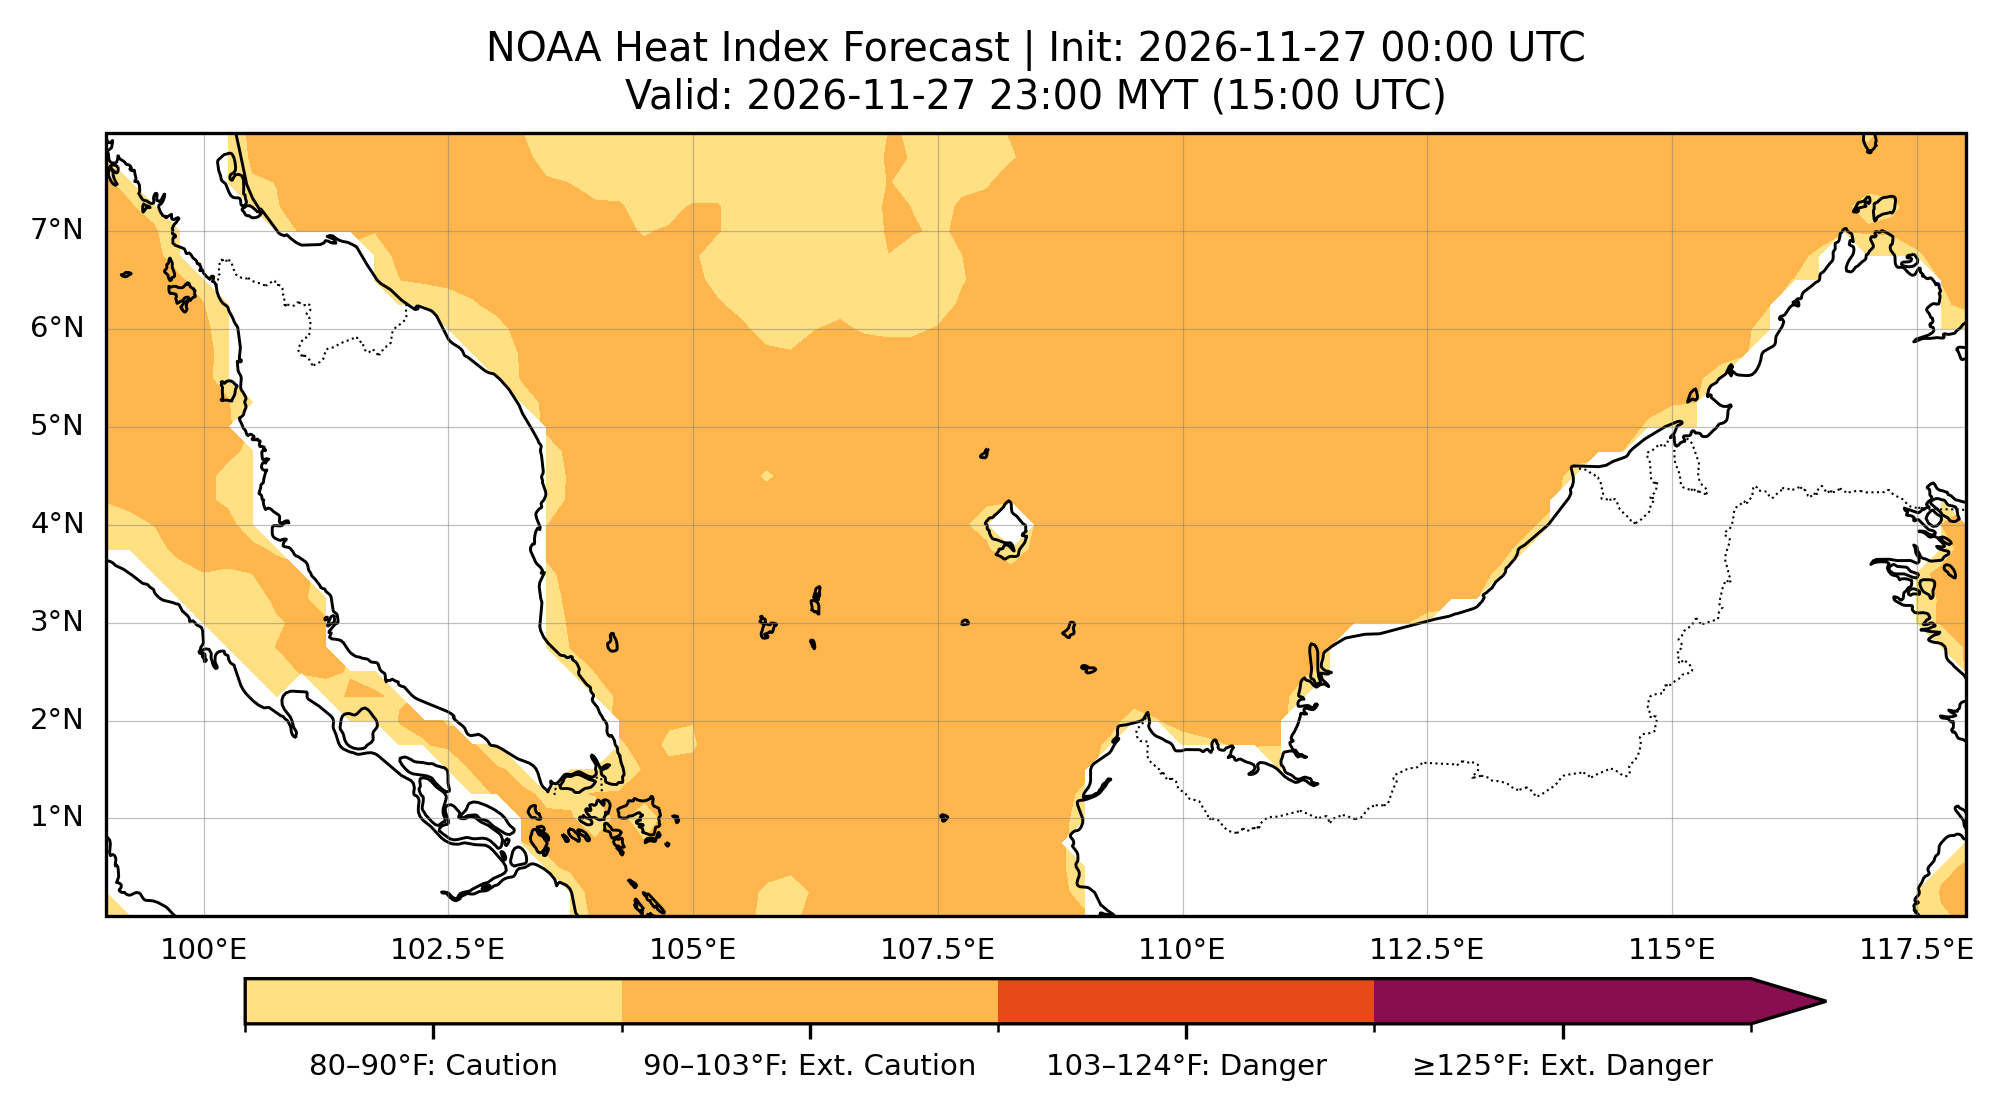 NOAA Heat Index Forecast | Init: 2026-11-27 00:00 UTC
Valid: 2026-11-27 23:00 MYT (15:00 UTC)
7°N
6°N
5°N
4°N
3°N
2°N
1°N
100°E
102.5°E
105°E
107.5°E
110°E
112.5°E
115°E
117.5°E
80–90°F: Caution
90–103°F: Ext. Caution
103–124°F: Danger
≥125°F: Ext. Danger